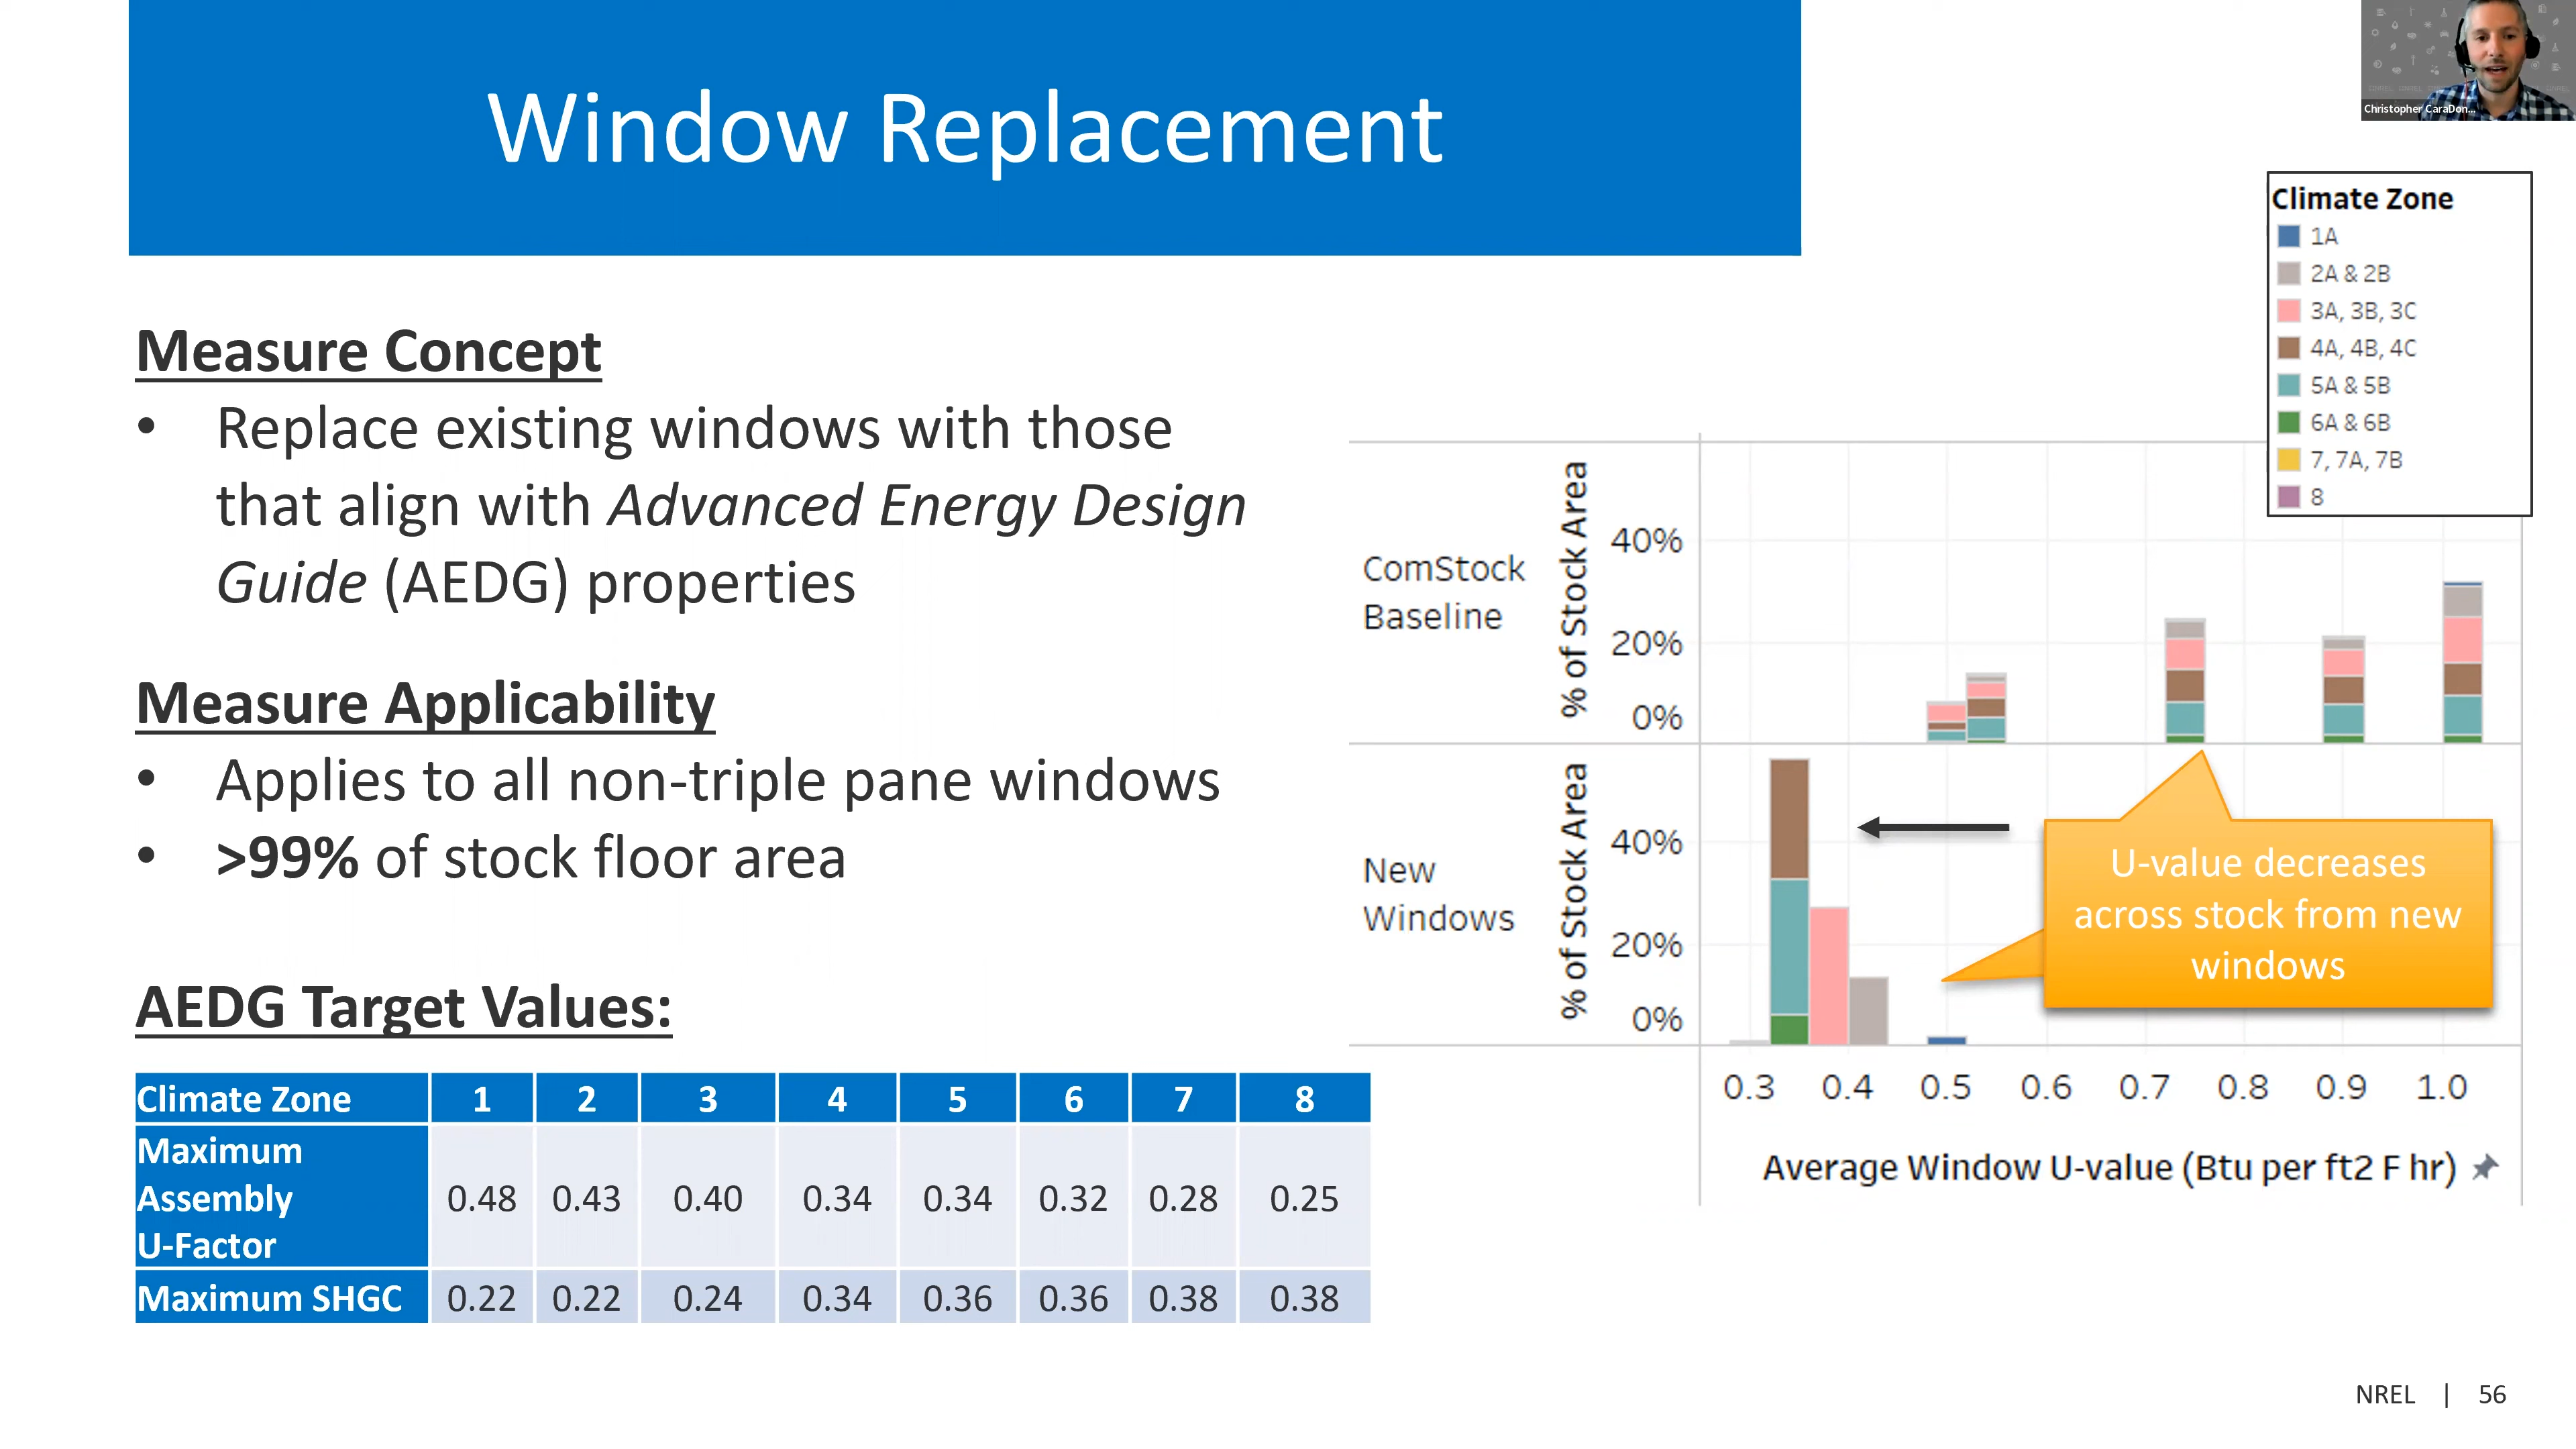 Window Replacement
Christopher CaraDon...
Measure Concept
• Replace existing windows with those
that align with Advanced Energy Design
Guide (AEDG) properties
Measure Applicability
• Applies to all non-triple pane windows
• >99% of stock floor area
AEDG Target Values:
Climate Zone 1 2 3 4 5 6 7 8
Maximum
Assembly
U-Factor 0.48 0.43 0.40 0.34 0.34 0.32 0.28 0.25
Maximum SHGC 0.22 0.22 0.24 0.34 0.36 0.36 0.38 0.38
Climate Zone
1A
2A & 2B
3A, 3B, 3C
4A, 4B, 4C
5A & 5B
6A & 6B
7, 7A, 7B
8
ComStock
Baseline
% of Stock Area
40%
20%
0%
New
Windows
% of Stock Area
40%
20%
0%
U-value decreases
across stock from new
windows
0.3 0.4 0.5 0.6 0.7 0.8 0.9 1.0
Average Window U-value (Btu per ft2 F hr)
NREL | 56